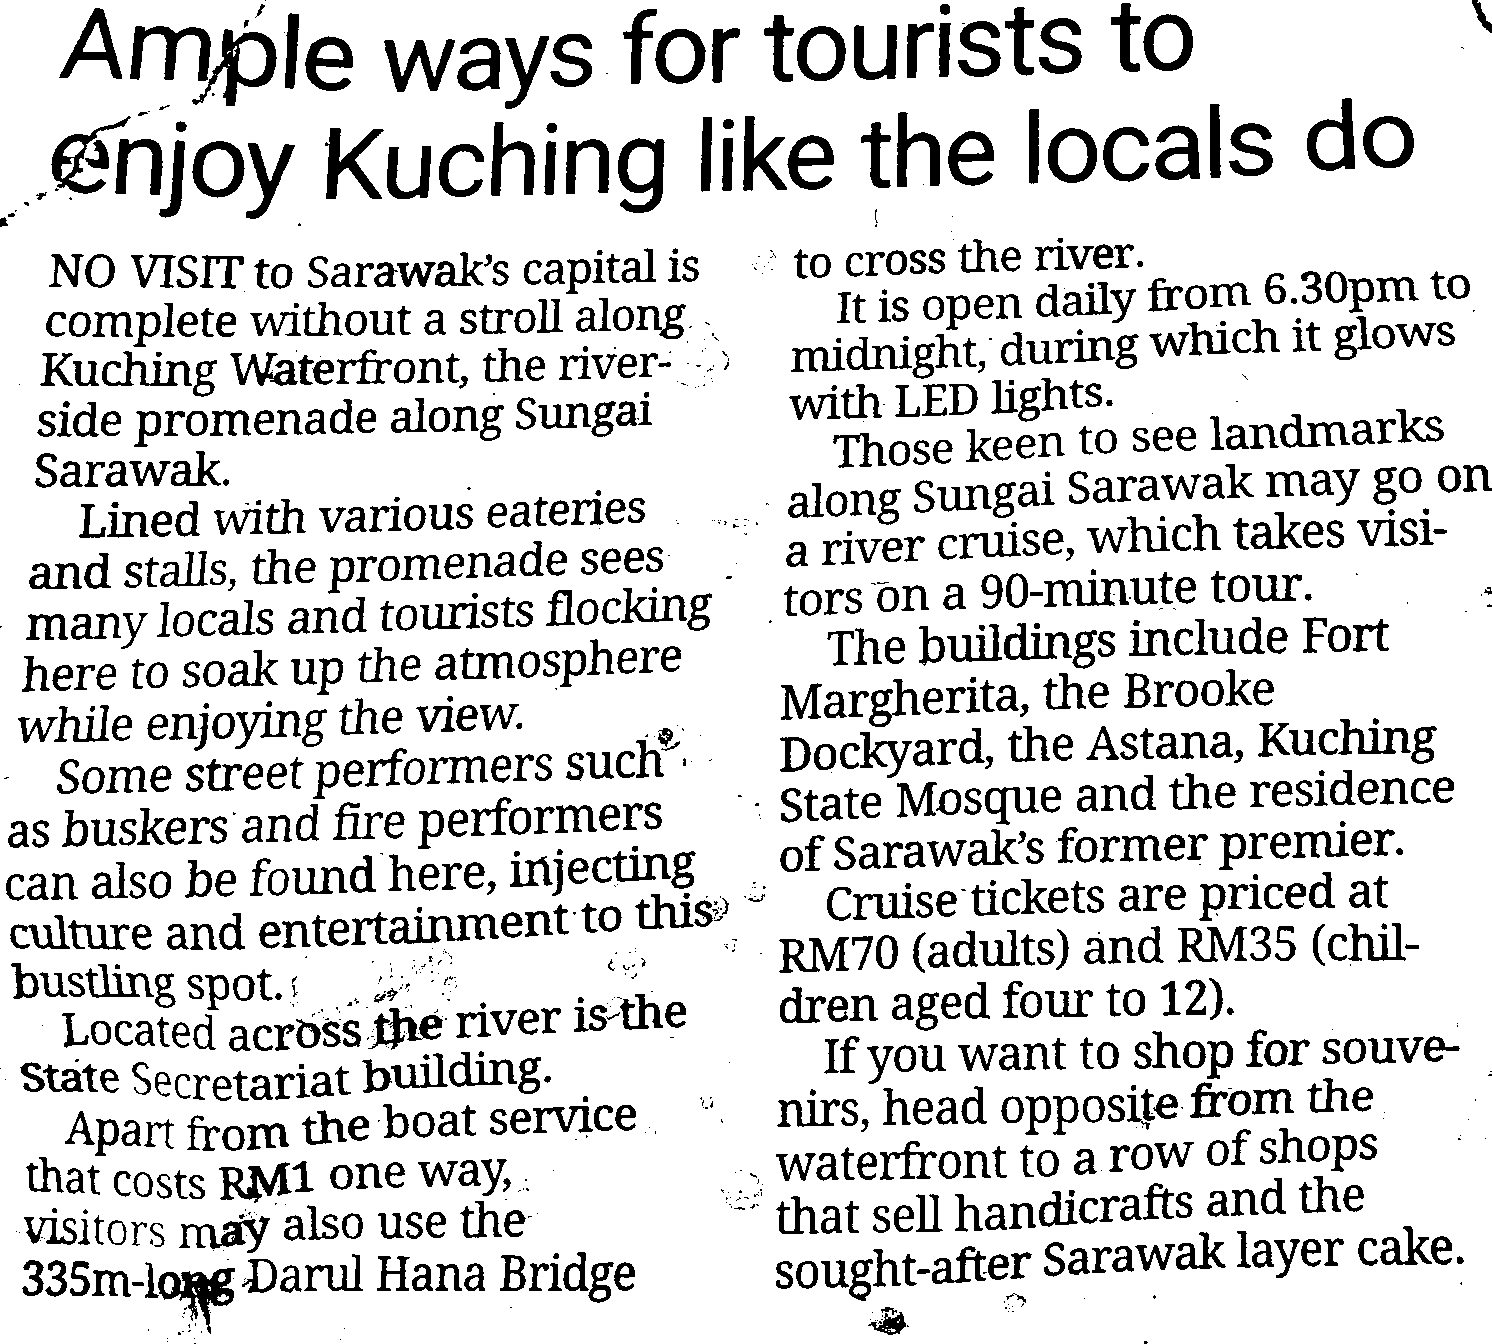 Ample ways for tourists to
enjoy Kuching like the locals do
NO VISIT to Sarawak's capital is
complete without a stroll along
Kuching Waterfront, the river-
side promenade along Sungai
Sarawak.
Lined with various eateries
and stalls, the promenade sees
many locals and tourists flocking
here to soak up the atmosphere
while enjoying the view.
Some street performers such
as buskers and fire performers
can also be found here, injecting
culture and entertainment to this
bustling spot.
Located across the river is the
State Secretariat building.
Apart from the boat service
that costs RM1 one way,
visitors may also use the
335m-long Darul Hana Bridge
to cross the river.
It is open daily from 6.30pm to
midnight, during which it glows
with LED lights.
Those keen to see landmarks
along Sungai Sarawak may go on
a river cruise, which takes visi-
tors on a 90-minute tour.
The buildings include Fort
Margherita, the Brooke
Dockyard, the Astana, Kuching
State Mosque and the residence
of Sarawak's former premier.
Cruise tickets are priced at
RM70 (adults) and RM35 (chil-
dren aged four to 12).
If you want to shop for souve-
nirs, head opposite from the
waterfront to a row of shops
that sell handicrafts and the
sought-after Sarawak layer cake.